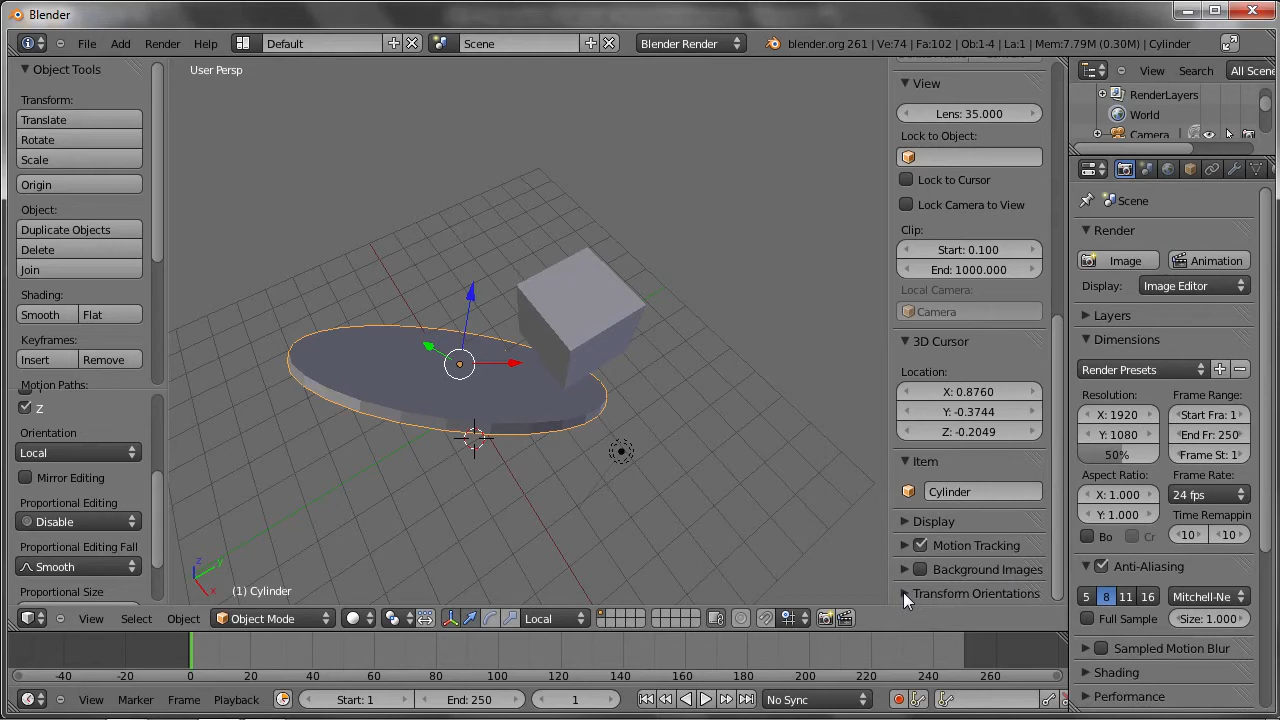 Blender
File Add Render Help Default Scene Blender Render blender.org 261 | Ve:74 | Fa:102 | Ob:1-4 | La:1 | Mem:7.79M (0.30M) | Cylinder
Object Tools
Transform:
Translate
Rotate
Scale
Origin
Object:
Duplicate Objects
Delete
Join
Shading:
Smooth Flat
Keyframes:
Insert Remove
Motion Paths:
Z
Orientation
Local
Mirror Editing
Proportional Editing
Disable
Proportional Editing Fall
Smooth
Proportional Size
User Persp
z
y
x
(1) Cylinder
View
Lens: 35.000
Lock to Object:
Lock to Cursor
Lock Camera to View
Clip:
Start: 0.100
End: 1000.000
Local Camera:
Camera
3D Cursor
Location:
X: 0.8760
Y: -0.3744
Z: -0.2049
Item
Cylinder
Display
Motion Tracking
Background Images
Transform Orientations
View Search All Scene
RenderLayers
World
Camera
Scene
Render
Image Animation
Display: Image Editor
Layers
Dimensions
Render Presets
Resolution: Frame Range:
X: 1920 Start Fra: 1
Y: 1080 End Fr: 250
50% Frame St: 1
Aspect Ratio: Frame Rate:
X: 1.000 24 fps
Y: 1.000 Time Remappin
Bo Cr 10 10
Anti-Aliasing
5 8 11 16 Mitchell-Ne
Full Sample Size: 1.000
Sampled Motion Blur
Shading
Performance
View Select Object Object Mode Local
-40 -20 0 20 40 60 80 100 120 140 160 180 200 220 240 260
View Marker Frame Playback Start: 1 End: 250 1 No Sync